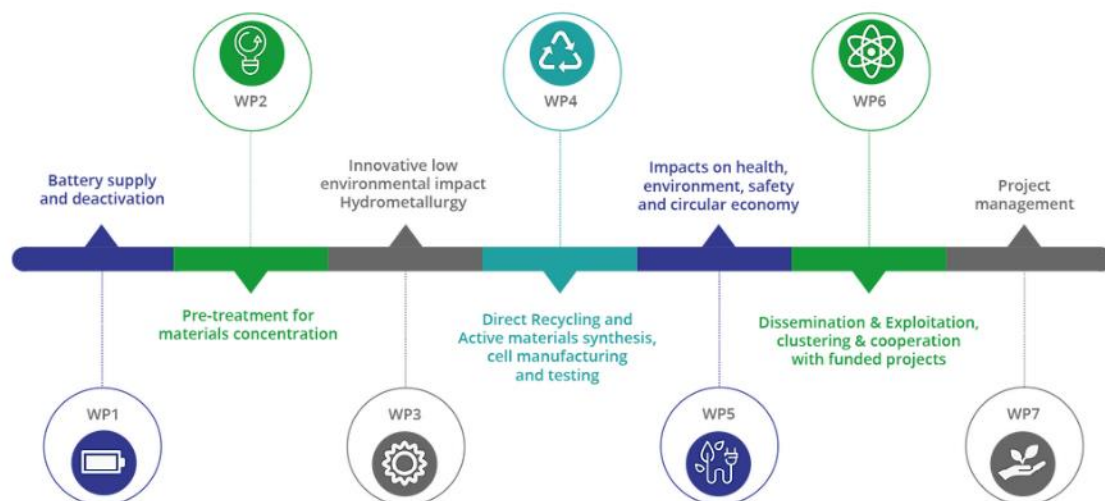 WP2
WP4
WP6
Battery supply
and deactivation
Innovative low
environmental impact
Hydrometallurgy
Impacts on health,
environment, safety
and circular economy
Project
management
Pre-treatment for
materials concentration
Direct Recycling and
Active materials synthesis,
cell manufacturing
and testing
Dissemination & Exploitation,
clustering & cooperation
with funded projects
WP1
WP3
WP5
WP7